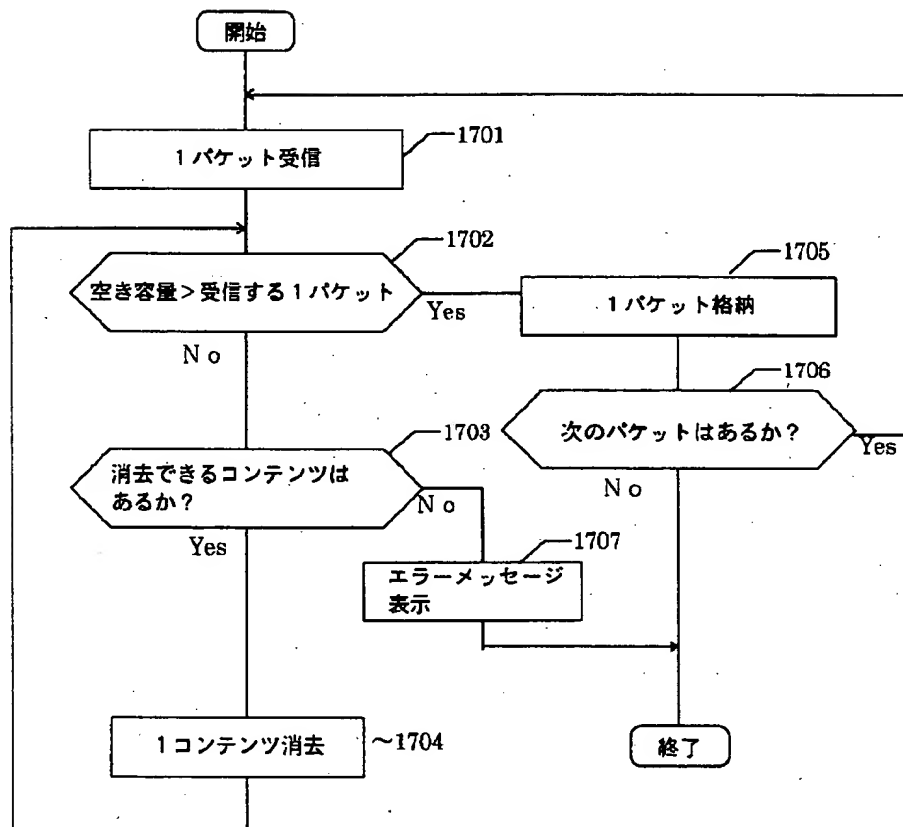 開始
1パケット受信
1701
1702
空き容量>受信する1パケット
Yes
No
1705
1パケット格納
1706
次のパケットはあるか?
Yes
No
1703
消去できるコンテンツは
あるか?
No
Yes
1707
エラーメッセージ
表示
1コンテンツ消去
~1704
終了